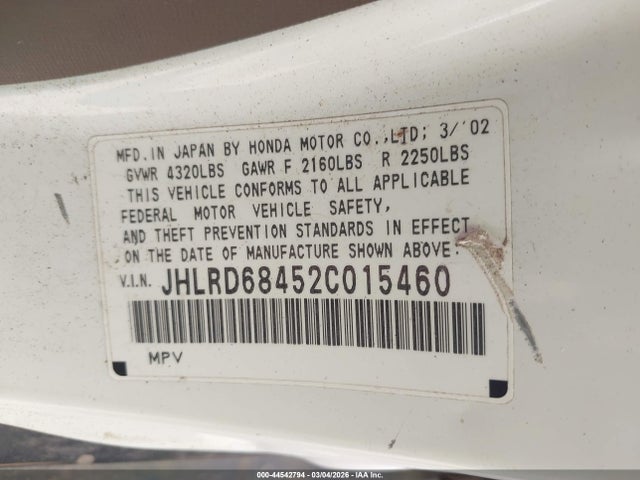 MFD. IN JAPAN BY HONDA MOTOR CO.,LTD; 3/'02
GVWR 4320LBS GAWR F 2160LBS R 2250LBS
THIS VEHICLE CONFORMS TO ALL APPLICABLE
FEDERAL MOTOR VEHICLE SAFETY,
AND THEFT PREVENTION STANDARDS IN EFFECT
ON THE DATE OF MANUFACTURE SHOWN ABOVE.
V.I.N. JHLRD68452C015460
MPV
000-44542794 - 03/04/2026 - IAA Inc.